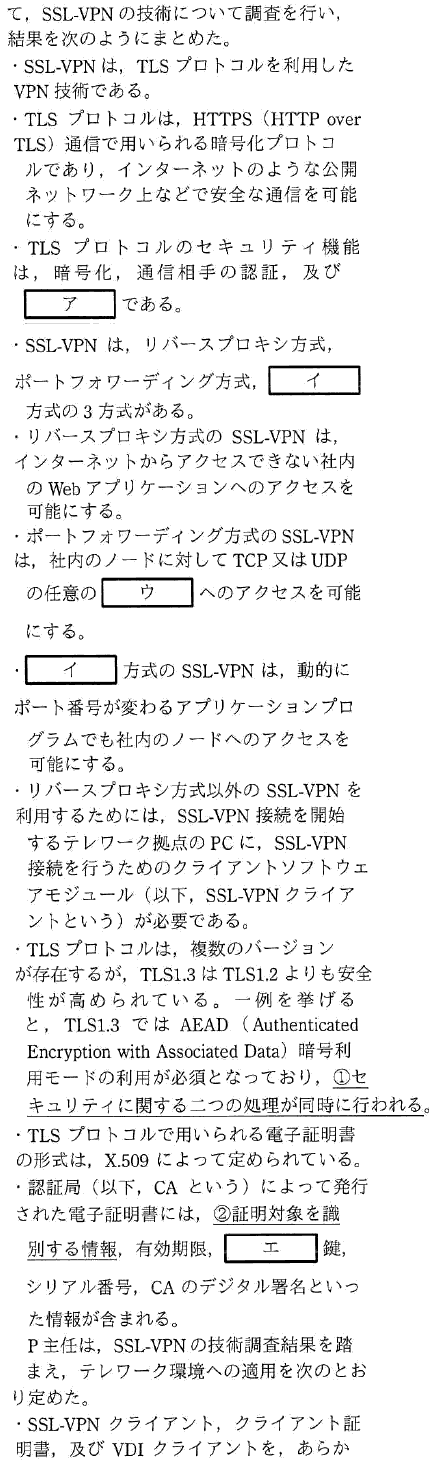 て，SSL-VPN の技術について調査を行い，
結果を次のようにまとめた。
・SSL-VPN は，TLS プロトコルを利用した
VPN 技術である。
・TLS プロトコルは，HTTPS（HTTP over
TLS）通信で用いられる暗号化プロトコ
ルであり，インターネットのような公開
ネットワーク上などで安全な通信を可能
にする。
・TLS プロトコルのセキュリティ機能
は，暗号化，通信相手の認証，及び
ア である。
・SSL-VPN は，リバースプロキシ方式，
ポートフォワーディング方式， イ
方式の 3 方式がある。
・リバースプロキシ方式の SSL-VPN は，
インターネットからアクセスできない社内
の Web アプリケーションへのアクセスを
可能にする。
・ポートフォワーディング方式の SSL-VPN
は，社内のノードに対して TCP 又は UDP
の任意の ウ へのアクセスを可能
にする。
・ イ 方式の SSL-VPN は，動的に
ポート番号が変わるアプリケーションプロ
グラムでも社内のノードへのアクセスを
可能にする。
・リバースプロキシ方式以外の SSL-VPN を
利用するためには，SSL-VPN 接続を開始
するテレワーク拠点の PC に，SSL-VPN
接続を行うためのクライアントソフトウェ
アモジュール（以下，SSL-VPN クライア
ントという）が必要である。
・TLS プロトコルは，複数のバージョン
が存在するが，TLS1.3 は TLS1.2 よりも安全
性が高められている。一例を挙げる
と，TLS1.3 では AEAD（Authenticated
Encryption with Associated Data）暗号利
用モードの利用が必須となっており，①セ
キュリティに関する二つの処理が同時に行われる。
・TLS プロトコルで用いられる電子証明書
の形式は，X.509 によって定められている。
・認証局（以下，CA という）によって発行
された電子証明書には，②証明対象を識
別する情報，有効期限， エ 鍵，
シリアル番号，CA のデジタル署名といっ
た情報が含まれる。
P 主任は，SSL-VPN の技術調査結果を踏
まえ，テレワーク環境への適用を次のとお
り定めた。
・SSL-VPN クライアント，クライアント証
明書，及び VDI クライアントを，あらか